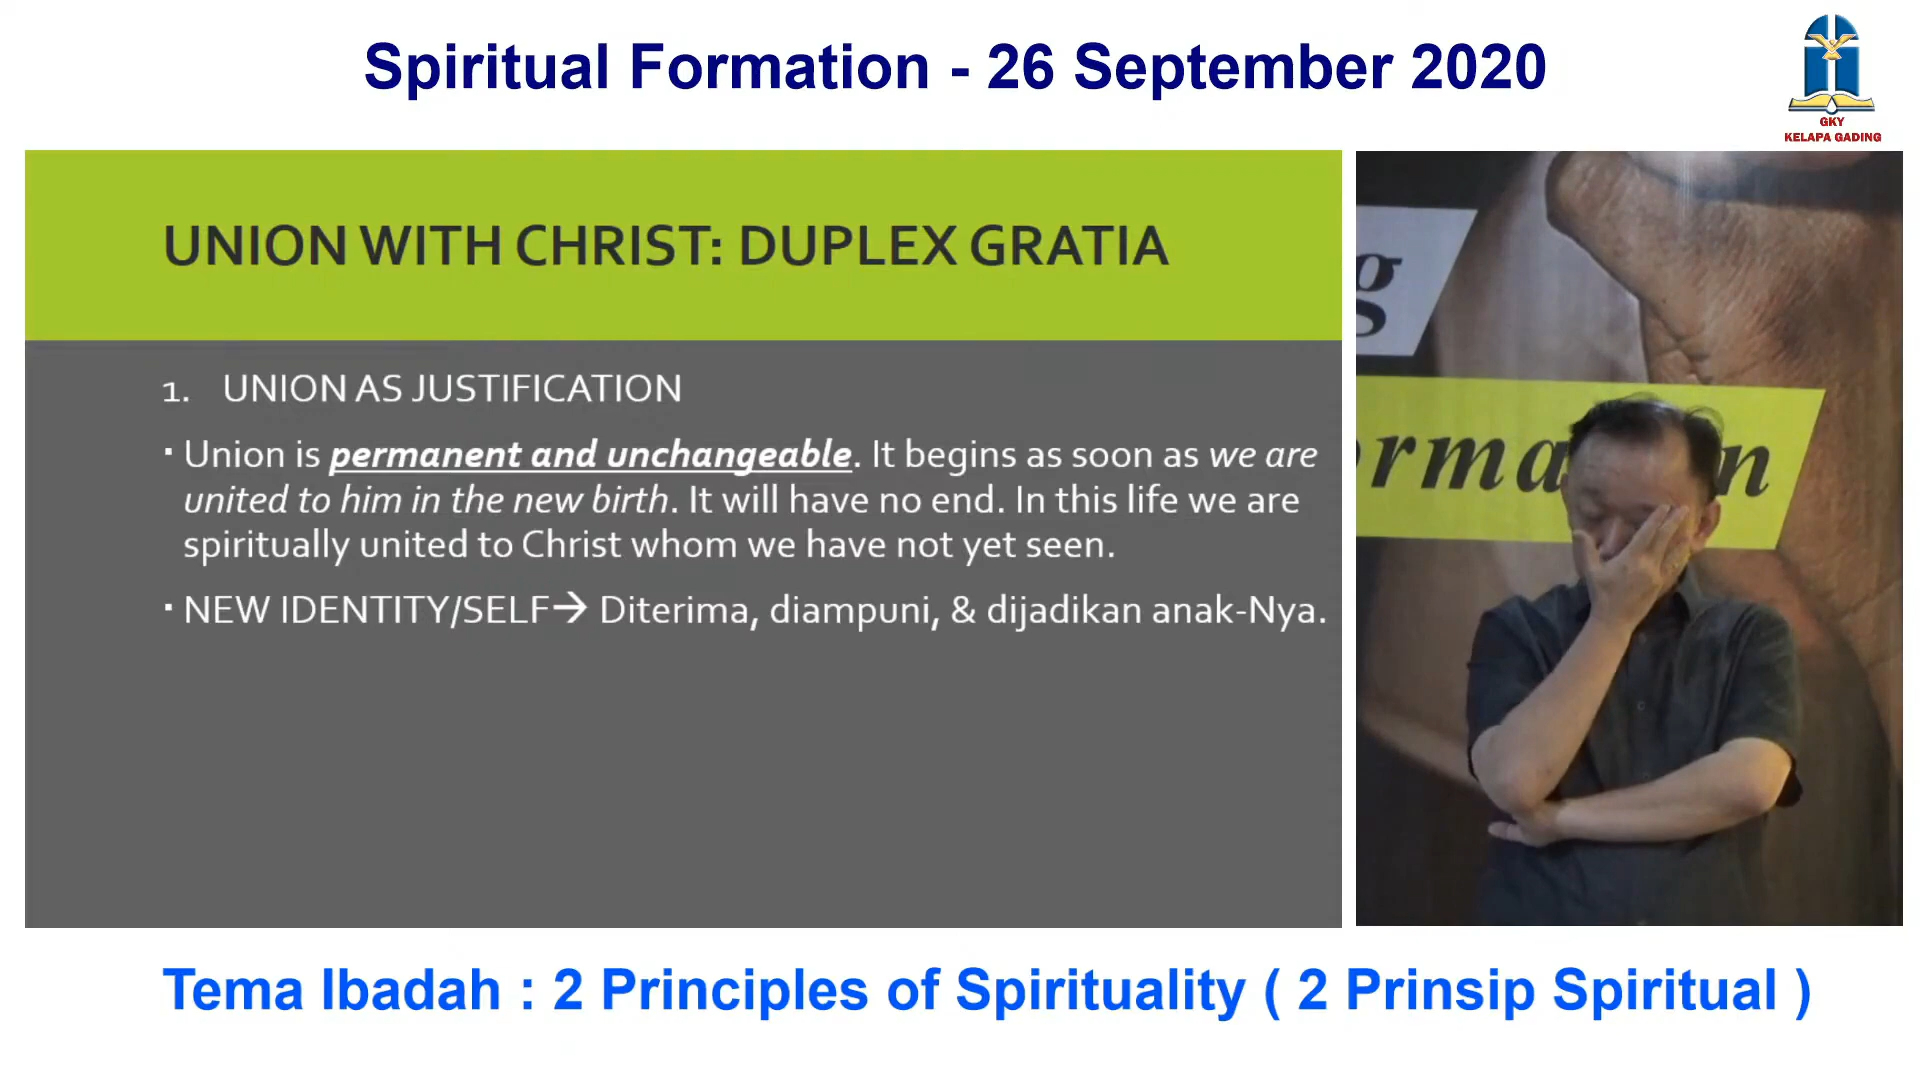 Spiritual Formation - 26 September 2020
GKY
KELAPA GADING
UNION WITH CHRIST: DUPLEX GRATIA
1. UNION AS JUSTIFICATION
▪ Union is permanent and unchangeable. It begins as soon as we are
united to him in the new birth. It will have no end. In this life we are
spiritually united to Christ whom we have not yet seen.
▪ NEW IDENTITY/SELF→ Diterima, diampuni, & dijadikan anak-Nya.
g
rma n
Tema Ibadah : 2 Principles of Spirituality ( 2 Prinsip Spiritual )